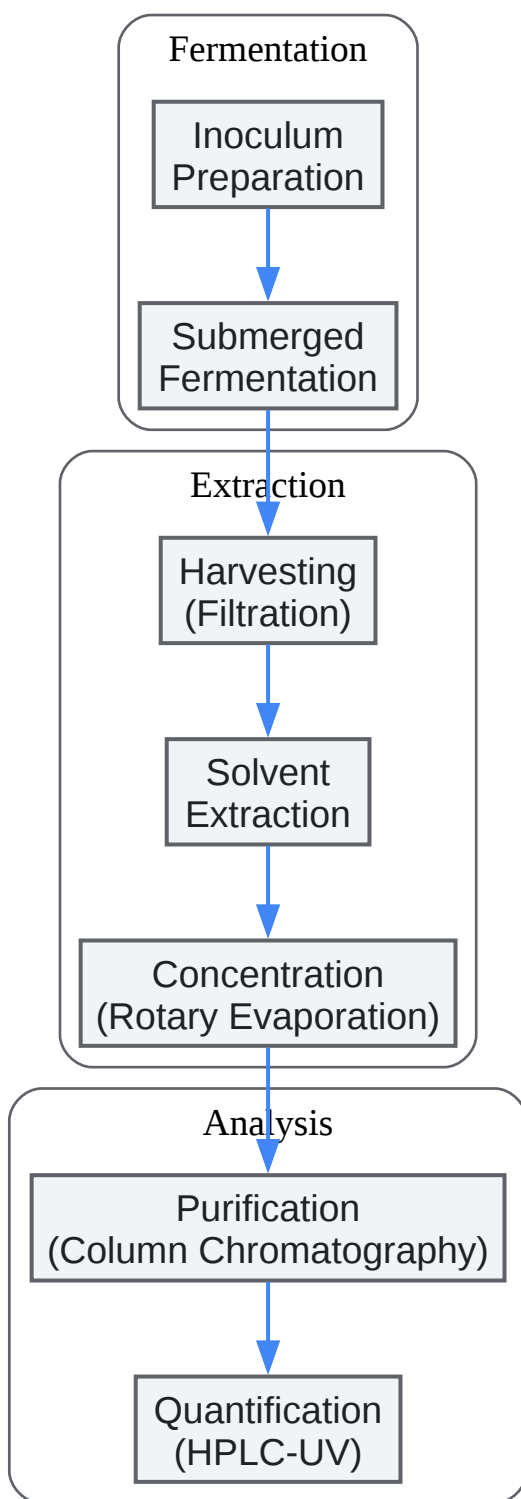 Fermentation
Inoculum
Preparation
Submerged
Fermentation
Extraction
Harvesting
(Filtration)
Solvent
Extraction
Concentration
(Rotary Evaporation)
Analysis
Purification
(Column Chromatography)
Quantification
(HPLC-UV)